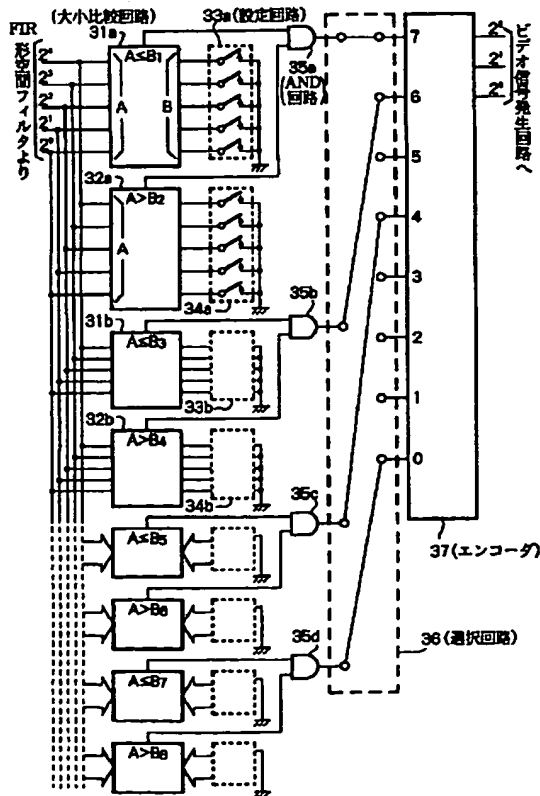 FIR
形空間フィルタより
2⁴
2³
2²
2¹
2⁰
(大小比較回路)
31a
33a(設定回路)
A≤B₁
A
B
35a
(AND回路)
32a
A>B₂
A
34a
31b
A≤B₃
33b
35b
32b
A>B₄
34b
35c
A≤B₅
A>B₆
35d
A≤B₇
A>B₈
7
6
5
4
3
2
1
0
2²
2¹
2⁰
ビデオ信号発生回路へ
37(エンコーダ)
36(選択回路)